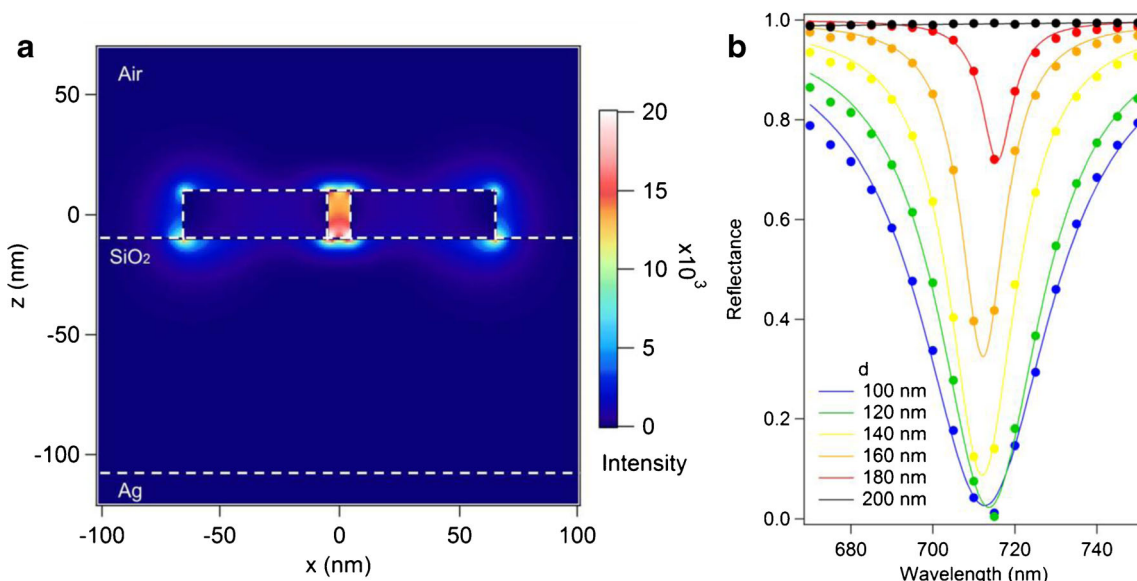 a
Air
50
0
-50
-100
z (nm)
SiO₂
Ag
-100
-50
0
50
100
x (nm)
20
15
10
5
0
x10³
Intensity
b
1.0
0.8
0.6
0.4
0.2
0.0
Reflectance
d
100 nm
120 nm
140 nm
160 nm
180 nm
200 nm
680
700
720
740
Wavelength (nm)